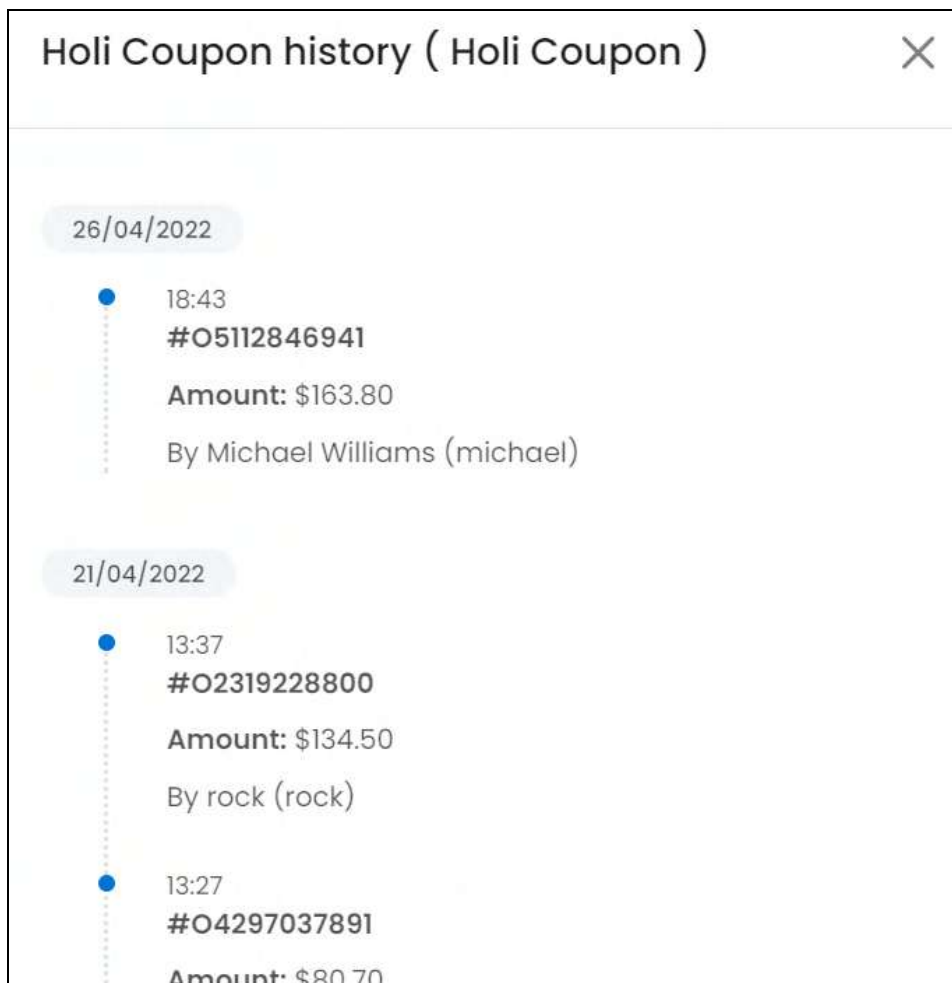 Holi Coupon history ( Holi Coupon )
26/04/2022
18:43
#O5112846941
Amount: $163.80
By Michael Williams (michael)
21/04/2022
13:37
#O2319228800
Amount: $134.50
By rock (rock)
13:27
#O4297037891
Amount: $80.70